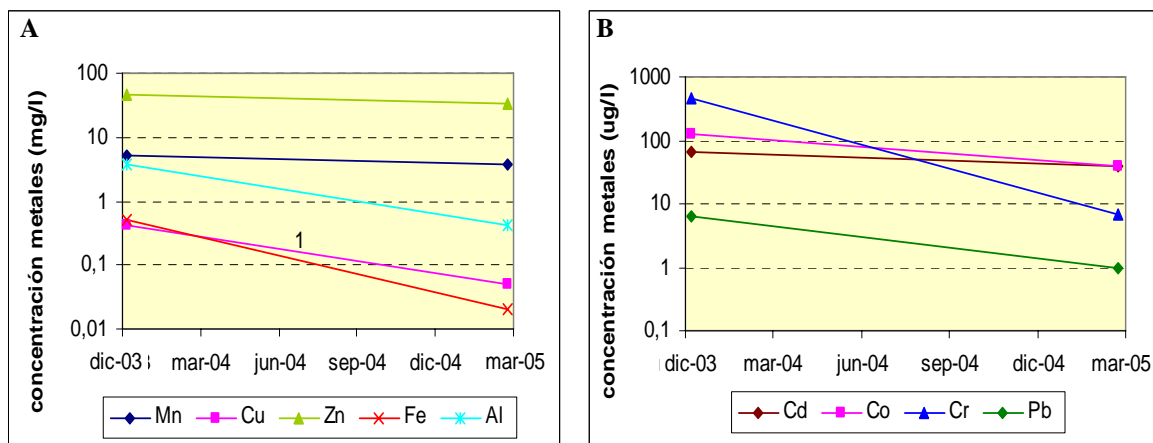 A
concentración metales (mg/l)
100
10
1
0,1
0,01
1
dic-03 mar-04 jun-04 sep-04 dic-04 mar-05
Mn Cu Zn Fe Al
B
concentración metales (ug/l)
1000
100
10
1
0,1
dic-03 mar-04 jun-04 sep-04 dic-04 mar-05
Cd Co Cr Pb